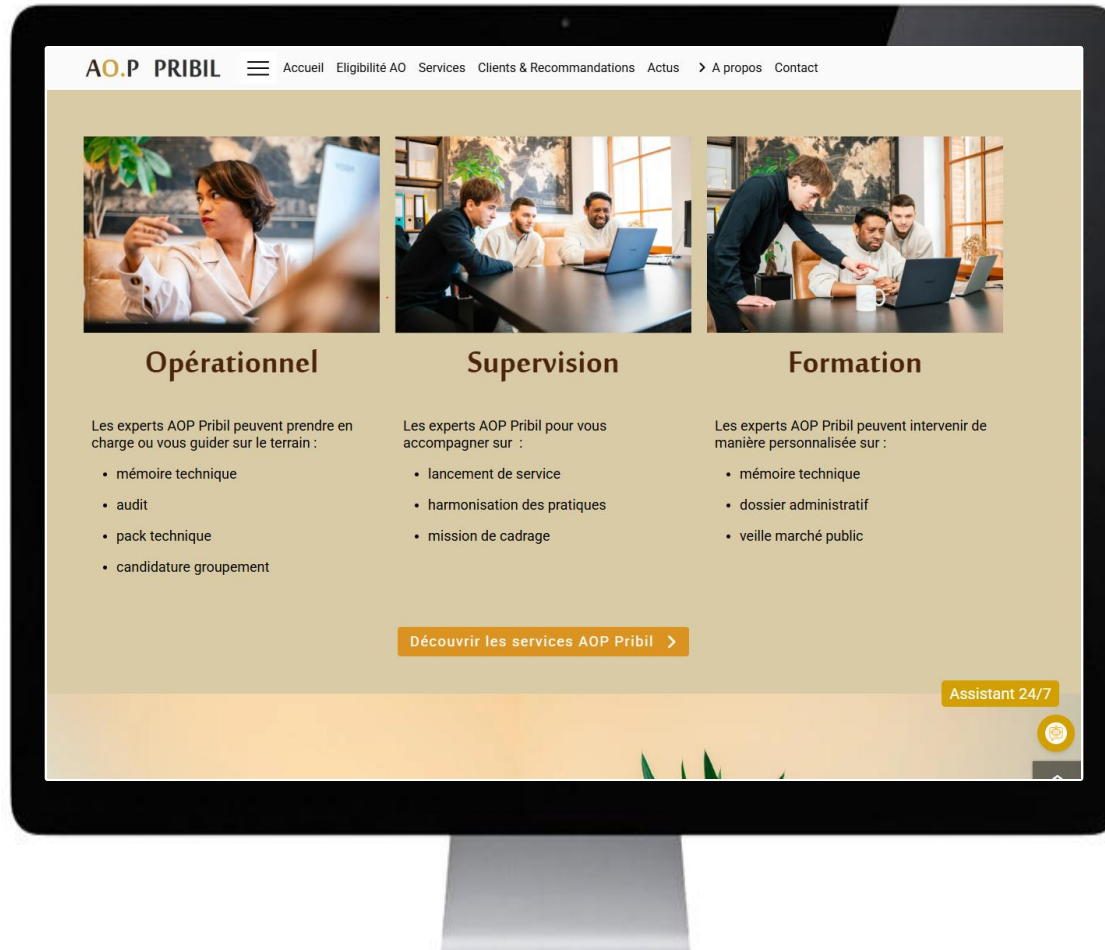 AO.P PRIBIL Accueil Eligibilité AO Services Clients & Recommandations Actus A propos Contact
Opérationnel
Les experts AOP Pribil peuvent prendre en
charge ou vous guider sur le terrain :
• mémoire technique
• audit
• pack technique
• candidature groupement
Supervision
Les experts AOP Pribil pour vous
accompagner sur :
• lancement de service
• harmonisation des pratiques
• mission de cadrage
Formation
Les experts AOP Pribil peuvent intervenir de
manière personnalisée sur :
• mémoire technique
• dossier administratif
• veille marché public
Découvrir les services AOP Pribil
Assistant 24/7